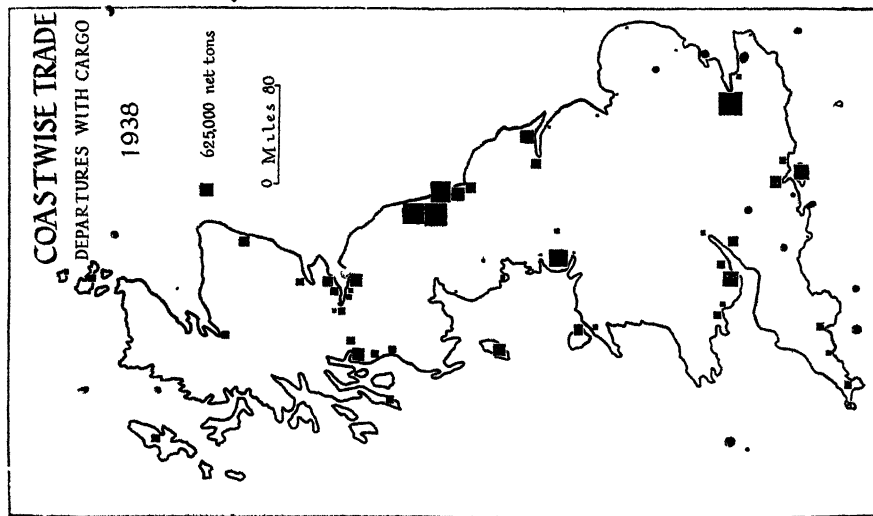 COASTWISE TRADE
DEPARTURES WITH CARGO
1938
625,000 net tons
0 Miles 80